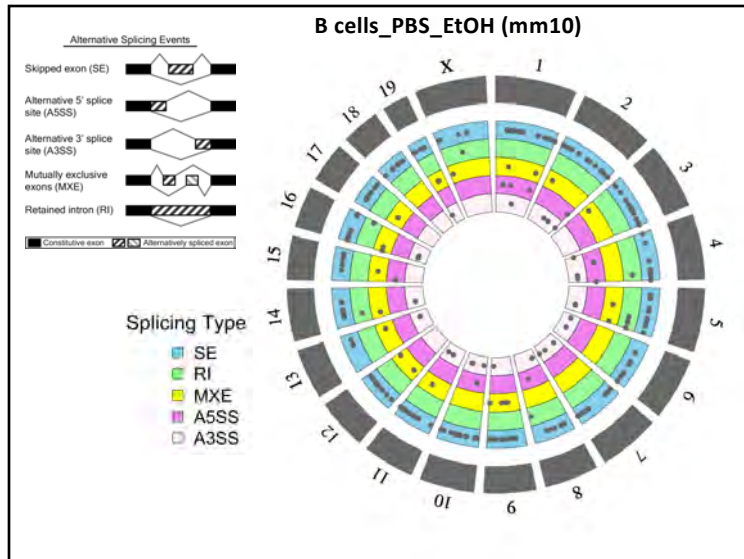 B cells_PBS_EtOH (mm10)
Alternative Splicing Events
Skipped exon (SE)
Alternative 5' splice
site (A5SS)
Alternative 3' splice
site (A3SS)
Mutually exclusive
exons (MXE)
Retained intron (RI)
Constitutive exon
Alternatively spliced exon
Splicing Type
SE
RI
MXE
A5SS
A3SS
1
2
3
4
5
6
7
8
9
10
11
12
13
14
15
16
17
18
19
X